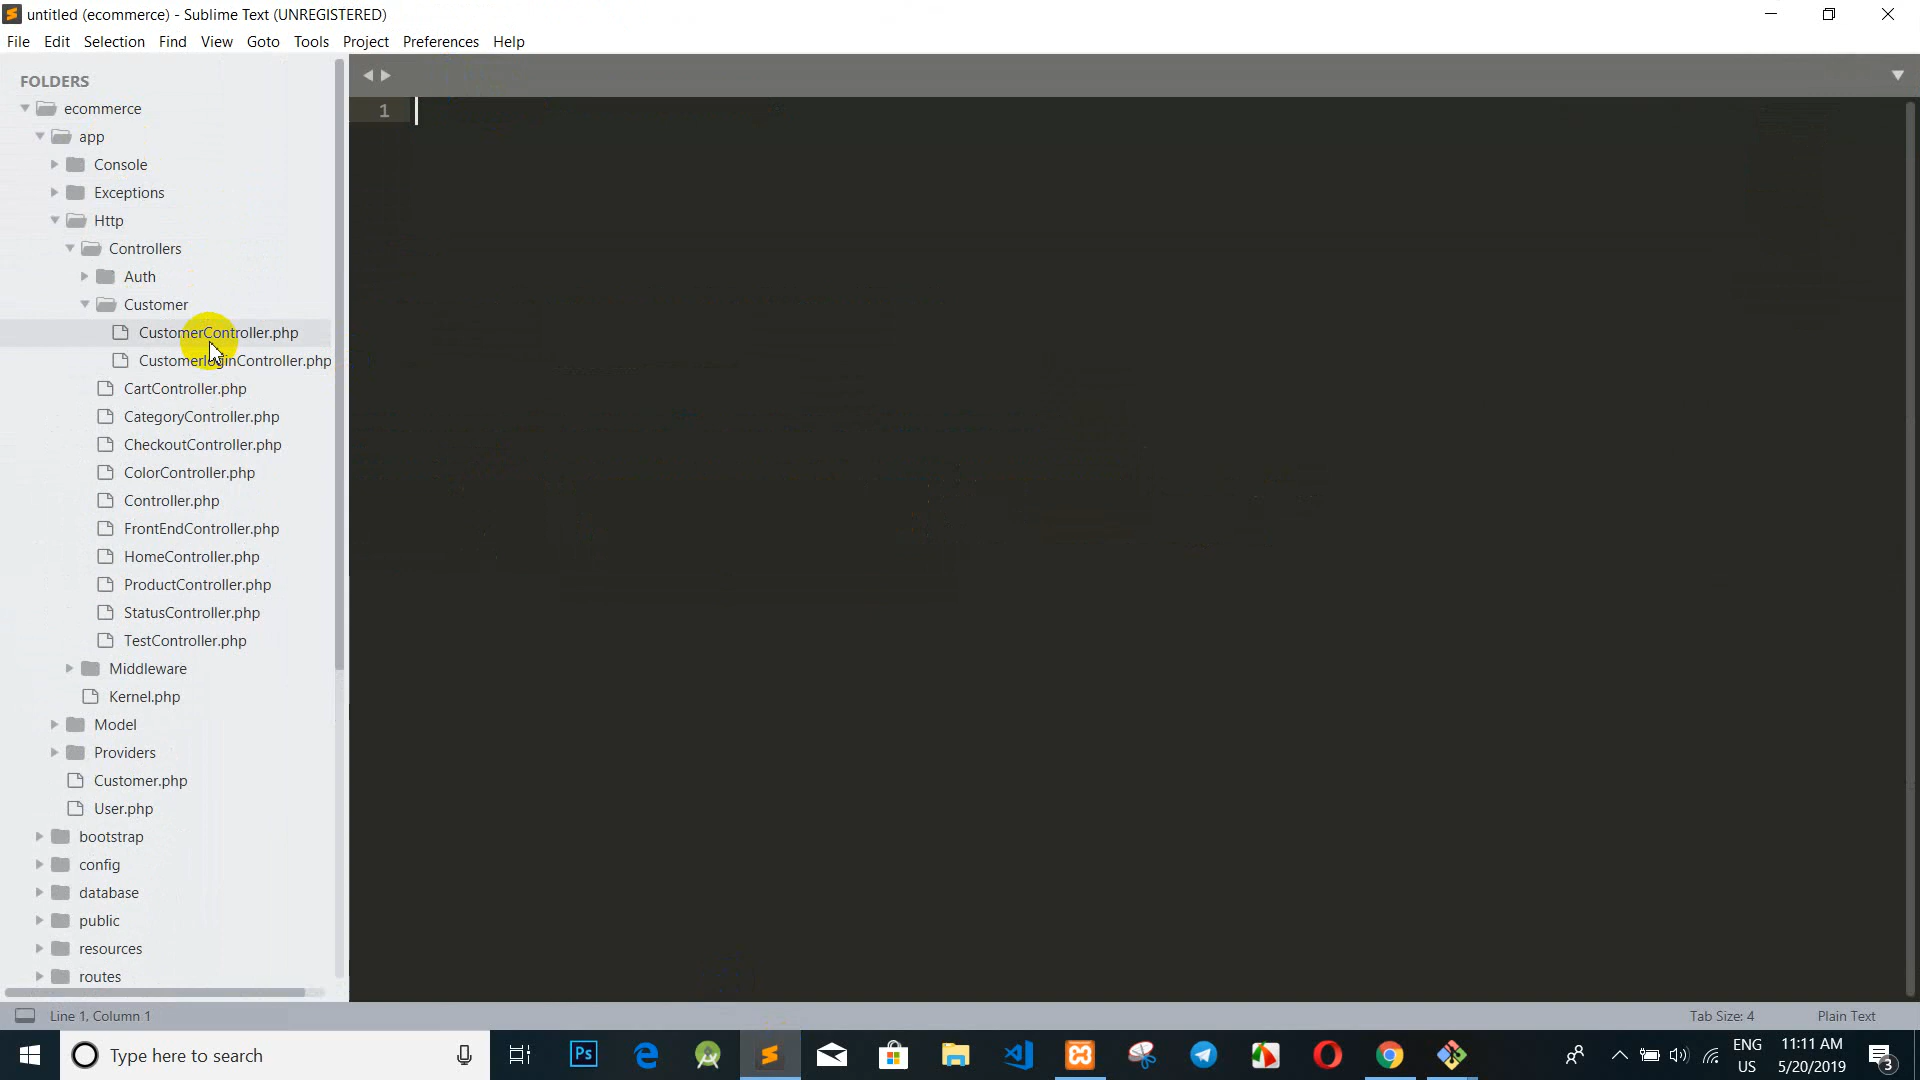 untitled (ecommerce) - Sublime Text (UNREGISTERED)
File Edit Selection Find View Goto Tools Project Preferences Help
FOLDERS
ecommerce
app
Console
Exceptions
Http
Controllers
Auth
Customer
CustomerController.php
CustomerloginController.php
CartController.php
CategoryController.php
CheckoutController.php
ColorController.php
Controller.php
FrontEndController.php
HomeController.php
ProductController.php
StatusController.php
TestController.php
Middleware
Kernel.php
Model
Providers
Customer.php
User.php
bootstrap
config
database
public
resources
routes
1
Line 1, Column 1
Tab Size: 4
Plain Text
Type here to search
Ps
ENG
US
11:11 AM
5/20/2019
3